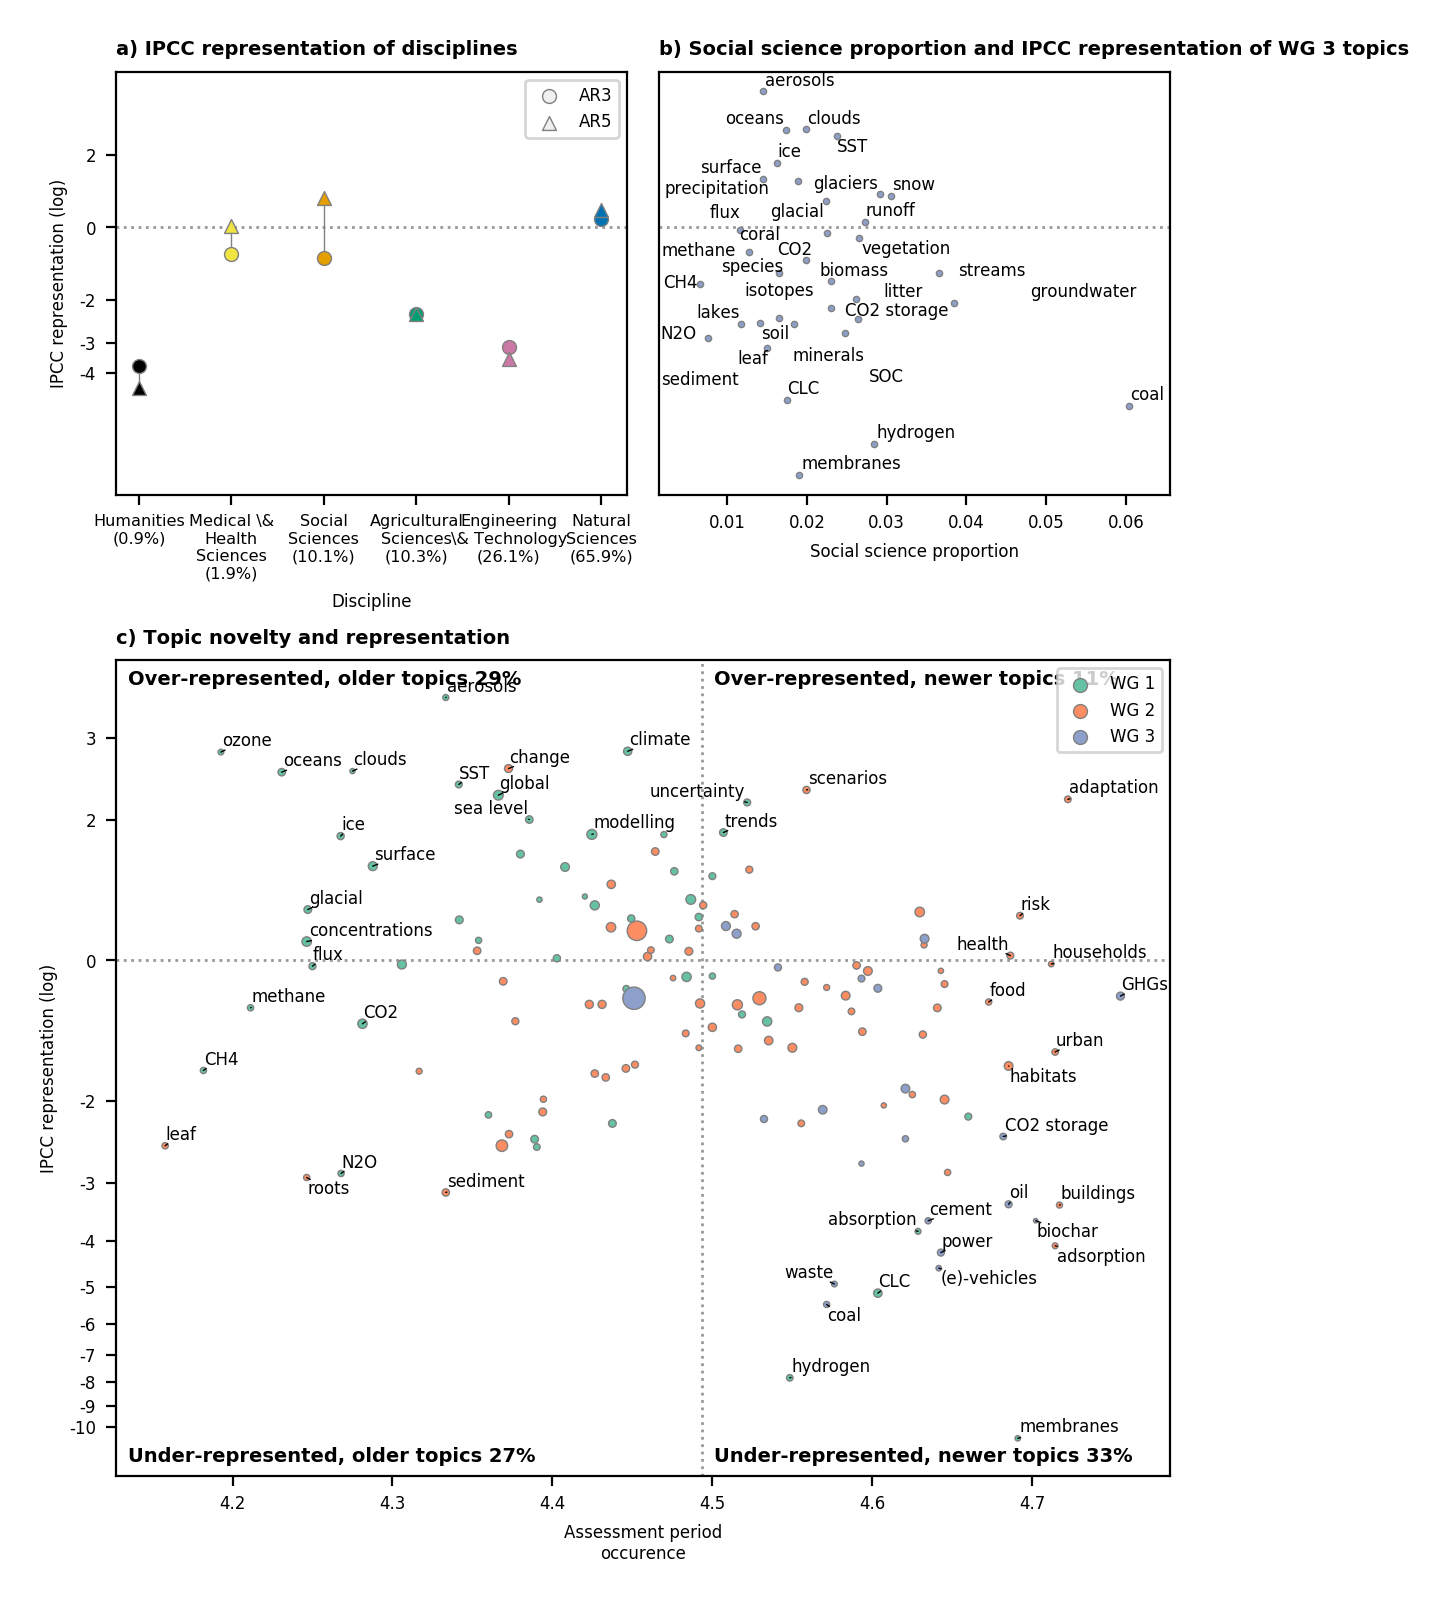 a) IPCC representation of disciplines
IPCC representation (log)
2
0
-2
-3
-4
AR3
AR5
Humanities
(0.9%)
Medical \&
Health
Sciences
(1.9%)
Social
Sciences
(10.1%)
Agricultural
Sciences
(10.3%)
Engineering
\& Technology
(26.1%)
Natural
Sciences
(65.9%)
Discipline
b) Social science proportion and IPCC representation of WG 3 topics
aerosols
oceans
clouds
SST
ice
surface
precipitation
glaciers
snow
flux
glacial
runoff
coral
methane
CO2
vegetation
species
biomass
streams
CH4
isotopes
litter
groundwater
lakes
CO2 storage
N2O
soil
leaf
minerals
sediment
SOC
CLC
coal
hydrogen
membranes
0.01
0.02
0.03
0.04
0.05
0.06
Social science proportion
c) Topic novelty and representation
Over-represented, older topics 29%
Over-represented, newer topics 11%
WG 1
WG 2
WG 3
IPCC representation (log)
3
2
0
-2
-3
-4
-5
-6
-7
-8
-9
-10
aerosols
ozone
climate
oceans
clouds
change
SST
global
scenarios
uncertainty
adaptation
sea level
ice
modelling
trends
surface
glacial
risk
concentrations
flux
health
households
methane
food
GHGs
CO2
urban
CH4
habitats
leaf
CO2 storage
N2O
roots
sediment
oil
buildings
absorption
cement
biochar
power
adsorption
waste
CLC
(e)-vehicles
coal
hydrogen
membranes
Under-represented, older topics 27%
Under-represented, newer topics 33%
4.2
4.3
4.4
4.5
4.6
4.7
Assessment period
occurence